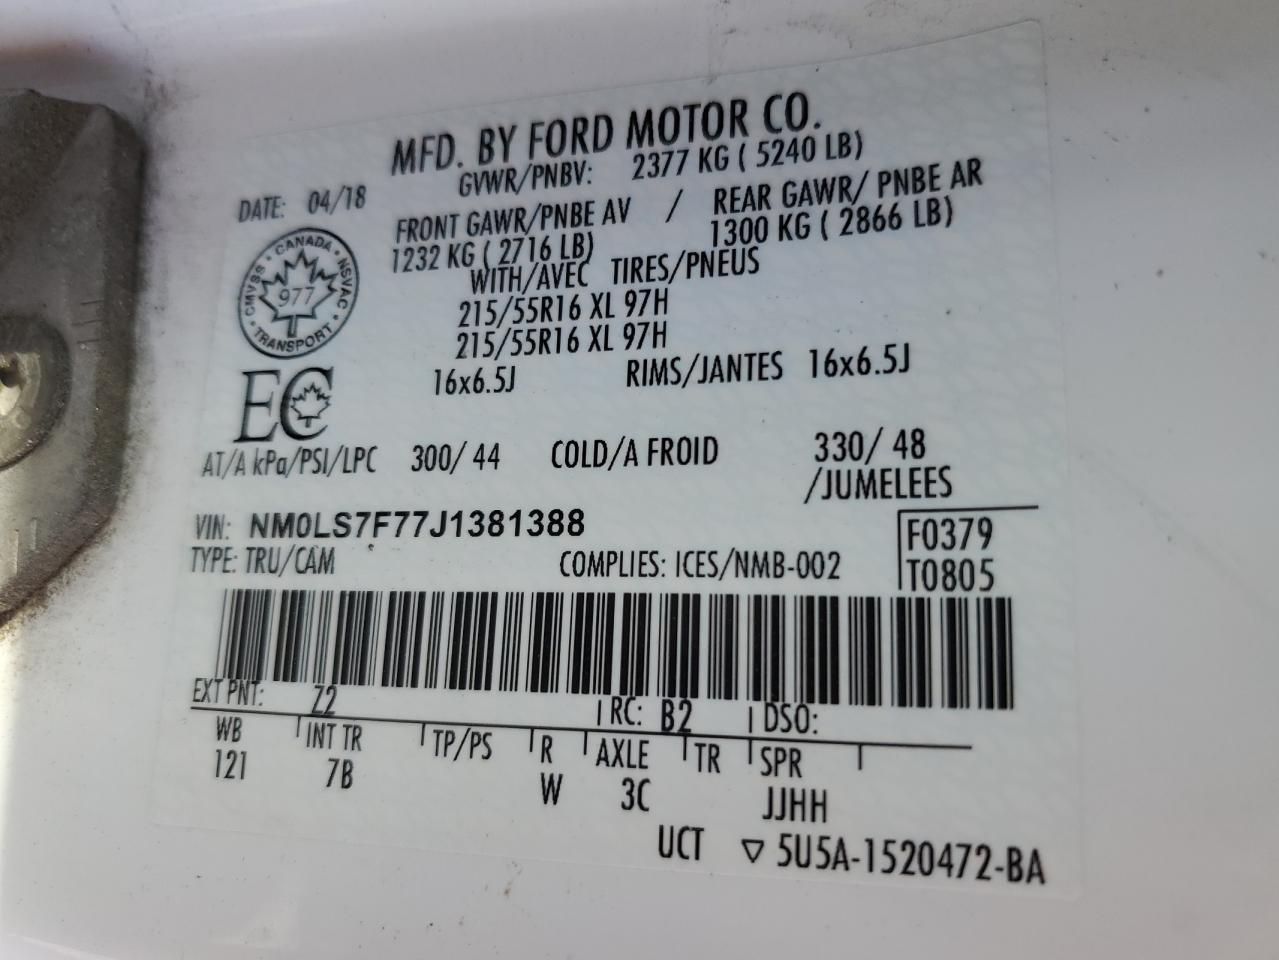 MFD. BY FORD MOTOR CO.
DATE: 04/18
GVWR/PNBV: 2377 KG ( 5240 LB)
FRONT GAWR/PNBE AV / REAR GAWR/ PNBE AR
1232 KG ( 2716 LB) 1300 KG ( 2866 LB)
WITH/AVEC TIRES/PNEUS
215/55R16 XL 97H
215/55R16 XL 97H
16x6.5J RIMS/JANTES 16x6.5J
CANADA
CMVSS NSVAC
977
TRANSPORT
EC
AT/A kPa/PSI/LPC 300/ 44 COLD/A FROID 330/ 48
/JUMELEES
VIN: NM0LS7F77J1381388
F0379
TYPE: TRU/CAM COMPLIES: ICES/NMB-002
T0805
EXT PNT: Z2 RC: B2 DSO:
WB INT TR TP/PS R AXLE TR SPR
121 7B W 3C JJHH
UCT ▽ 5U5A-1520472-BA